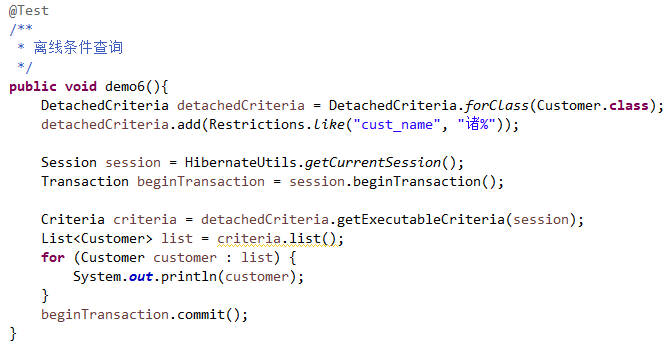 @Test
/**
 * 离线条件查询
 */
public void demo6(){
    DetachedCriteria detachedCriteria = DetachedCriteria.forClass(Customer.class);
    detachedCriteria.add(Restrictions.like("cust_name", "诸%"));

    Session session = HibernateUtils.getCurrentSession();
    Transaction beginTransaction = session.beginTransaction();

    Criteria criteria = detachedCriteria.getExecutableCriteria(session);
    List<Customer> list = criteria.list();
    for (Customer customer : list) {
        System.out.println(customer);
    }
    beginTransaction.commit();
}